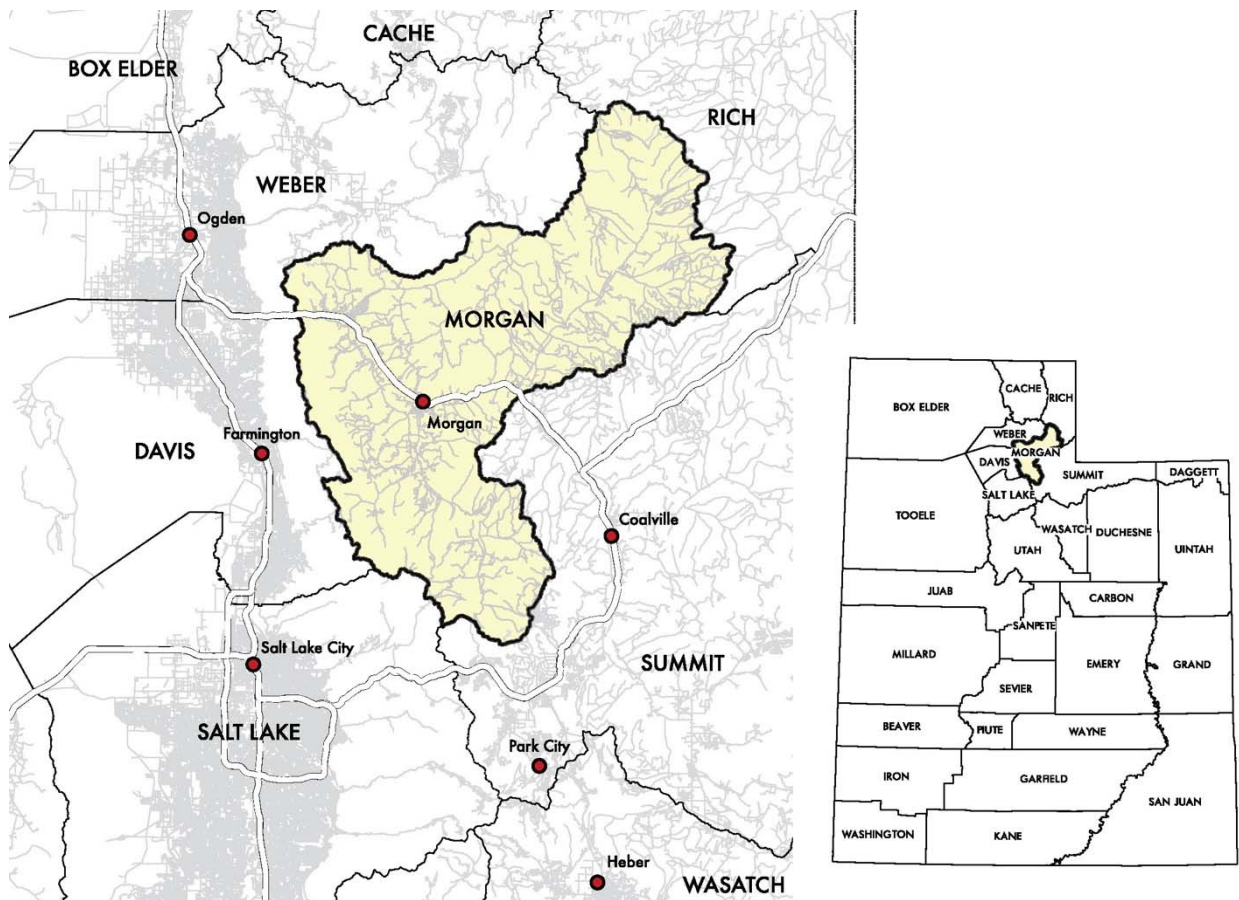 CACHE
BOX ELDER
RICH
WEBER
Ogden
MORGAN
Morgan
Farmington
DAVIS
Coalville
Salt Lake City
SUMMIT
SALT LAKE
Park City
Heber
WASATCH
CACHE
RICH
BOX ELDER
WEBER
MORGAN
DAVIS
SUMMIT
DAGGETT
SALT LAKE
TOOELE
WASATCH
DUCHESNE
UTAH
UINTAH
JUAB
CARBON
SANPETE
MILLARD
EMERY
GRAND
SEVIER
BEAVER
PIUTE
WAYNE
IRON
GARFIELD
SAN JUAN
WASHINGTON
KANE